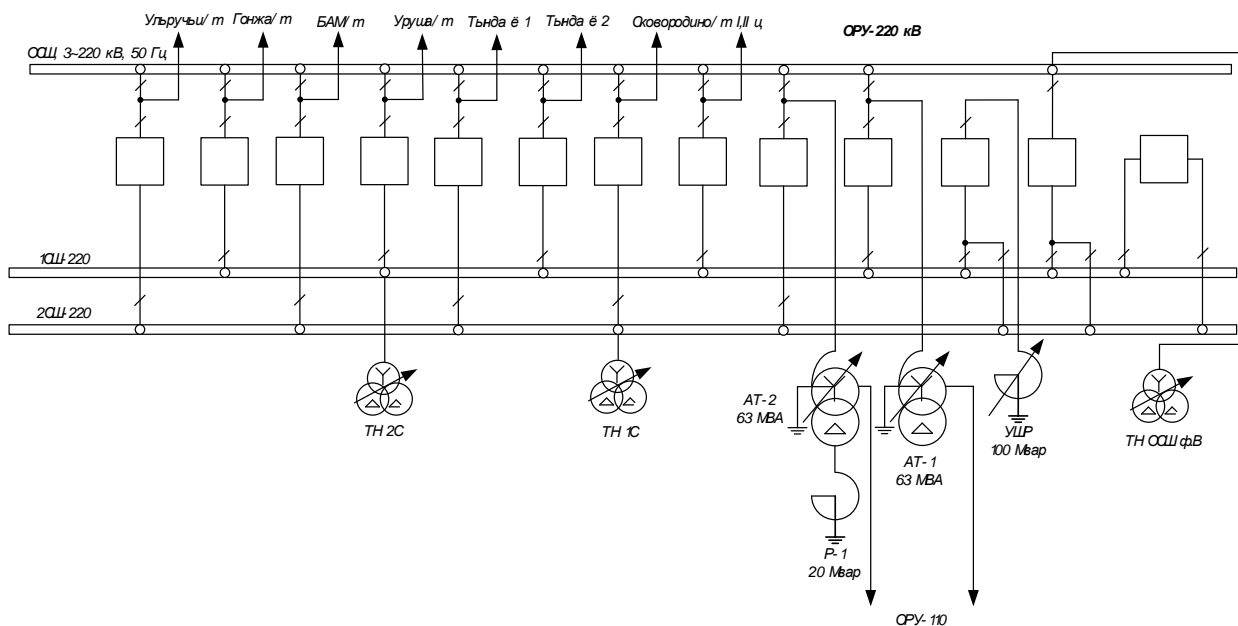 Улъручьи/т
Гонжа/т
БАМ/т
Уруша/т
Тында ё 1
Тында ё 2
Сковородино/т I,II ц
ОРУ-220 кВ
ОСШ, 3~220 кВ, 50 Гц
1СШ-220
2СШ-220
ТН 2С
ТН 1С
АТ-2
63 МВА
АТ-1
63 МВА
УШР
100 Мвар
ТН ОСШ ф.В
Р-1
20 Мвар
ОРУ-110